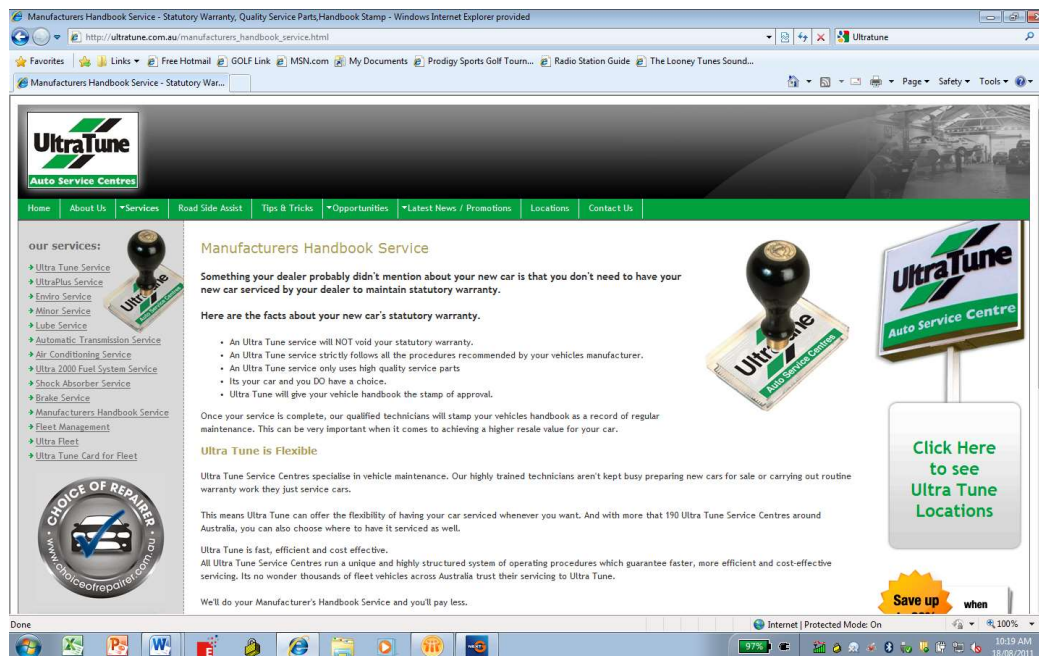 Manufacturers Handbook Service - Statutory Warranty, Quality Service Parts,Handbook Stamp - Windows Internet Explorer provided
http://ultratune.com.au/manufacturers_handbook_service.html
Ultratune
Favorites Links Free Hotmail GOLF Link MSN.com My Documents Prodigy Sports Golf Tourn... Radio Station Guide The Looney Tunes Sound...
Manufacturers Handbook Service - Statutory War...
Page Safety Tools
UltraTune
Auto Service Centres
Home About Us Services Road Side Assist Tips & Tricks Opportunities Latest News / Promotions Locations Contact Us
our services:
Ultra Tune Service
UltraPlus Service
Enviro Service
Minor Service
Lube Service
Automatic Transmission Service
Air Conditioning Service
Ultra 2000 Fuel System Service
Shock Absorber Service
Brake Service
Manufacturers Handbook Service
Fleet Management
Ultra Fleet
Ultra Tune Card for Fleet
CHOICE OF REPAIRER
www.choiceofrepairer.com.au
Manufacturers Handbook Service
Something your dealer probably didn't mention about your new car is that you don't need to have your
new car serviced by your dealer to maintain statutory warranty.
Here are the facts about your new car's statutory warranty.
• An Ultra Tune service will NOT void your statutory warranty.
• An Ultra Tune service strictly follows all the procedures recommended by your vehicles manufacturer.
• An Ultra Tune service only uses high quality service parts
• Its your car and you DO have a choice.
• Ultra Tune will give your vehicle handbook the stamp of approval.
Once your service is complete, our qualified technicians will stamp your vehicles handbook as a record of regular
maintenance. This can be very important when it comes to achieving a higher resale value for your car.
Ultra Tune is Flexible
Ultra Tune Service Centres specialise in vehicle maintenance. Our highly trained technicians aren't kept busy preparing new cars for sale or carrying out routine
warranty work they just service cars.
This means Ultra Tune can offer the flexibility of having your car serviced whenever you want. And with more that 190 Ultra Tune Service Centres around
Australia, you can also choose where to have it serviced as well.
Ultra Tune is fast, efficient and cost effective.
All Ultra Tune Service Centres run a unique and highly structured system of operating procedures which guarantee faster, more efficient and cost-effective
servicing. Its no wonder thousands of fleet vehicles across Australia trust their servicing to Ultra Tune.
We'll do your Manufacturer's Handbook Service and you'll pay less.
Auto Service Centres
UltraTune
Auto Service Centre
Click Here
to see
Ultra Tune
Locations
Save up
when
Done
Internet | Protected Mode: On
100%
97%
10:19 AM
18/08/2011